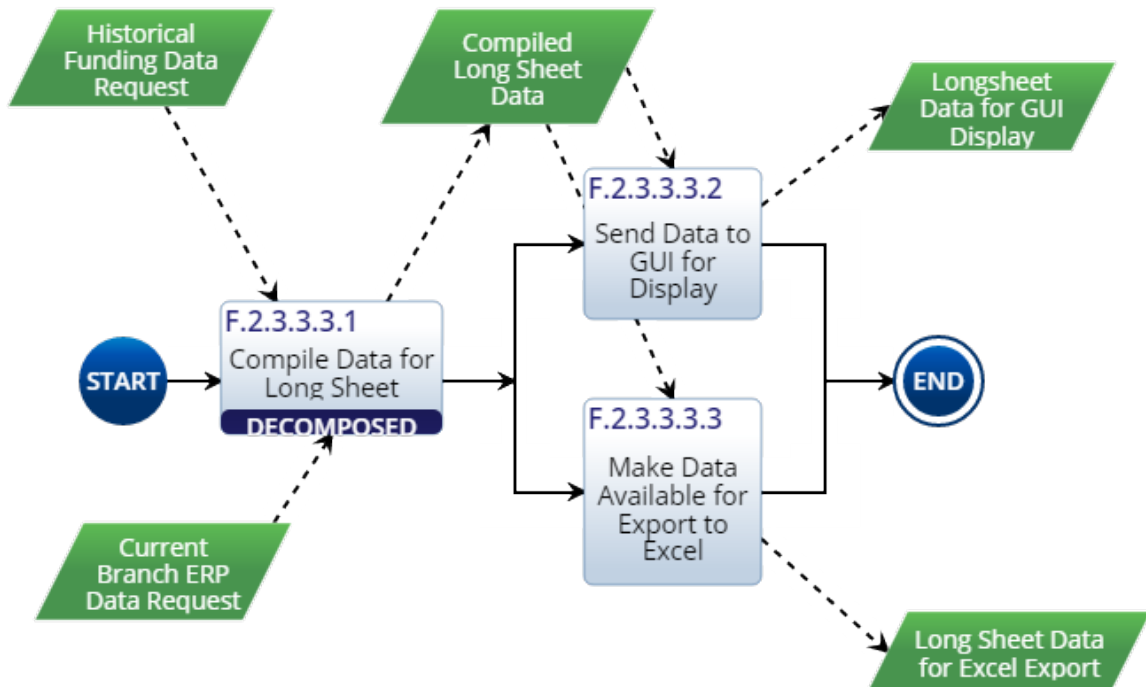 Historical
Funding Data
Request
Compiled
Long Sheet
Data
Longsheet
Data for GUI
Display
F.2.3.3.3.2
Send Data to
GUI for
Display
F.2.3.3.3.1
Compile Data for
Long Sheet
DECOMPOSED
START
END
F.2.3.3.3.3
Make Data
Available for
Export to
Excel
Current
Branch ERP
Data Request
Long Sheet Data
for Excel Export